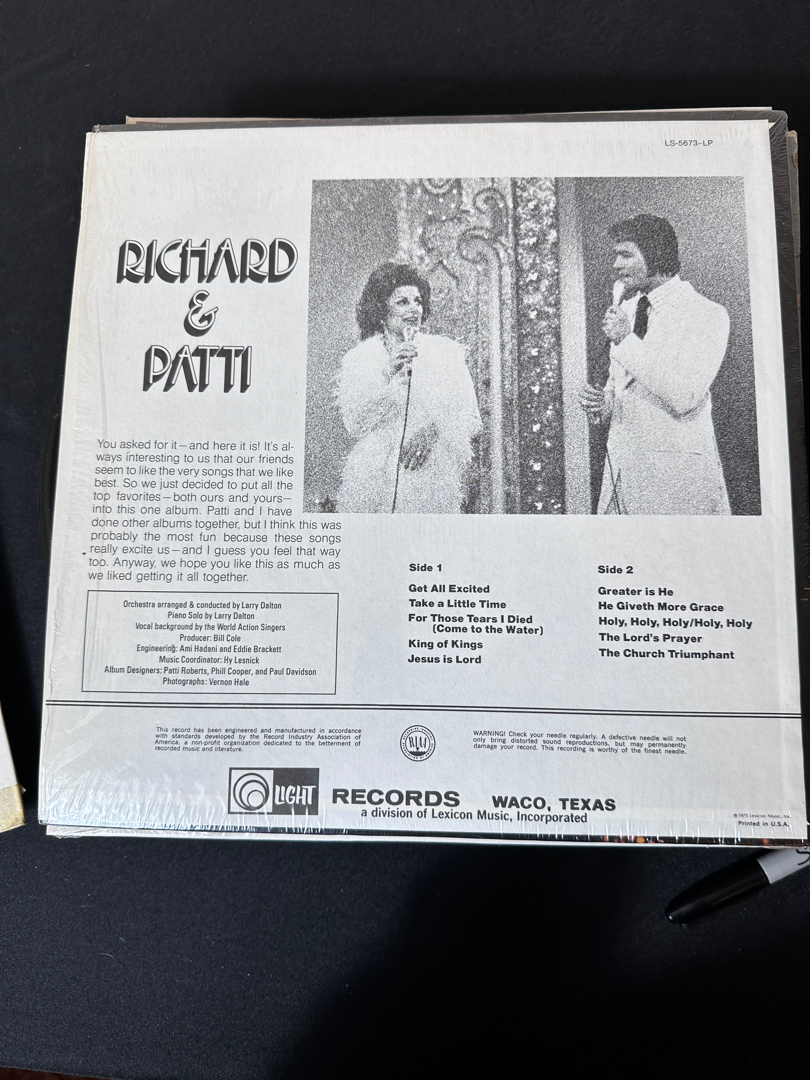 LS-5673-LP
RICHARD
&
PATTI
You asked for it—and here it is! It's al-
ways interesting to us that our friends
seem to like the very songs that we like
best. So we just decided to put all the
top favorites—both ours and yours—
into this one album. Patti and I have
done other albums together, but I think this was
probably the most fun because these songs
really excite us—and I guess you feel that way
too. Anyway, we hope you like this as much as
we liked getting it all together.
Orchestra arranged & conducted by Larry Dalton
Piano Solo by Larry Dalton
Vocal background by the World Action Singers
Producer: Bill Cole
Engineering: Ami Hadani and Eddie Brackett
Music Coordinator: Hy Lesnick
Album Designers: Patti Roberts, Phill Cooper, and Paul Davidson
Photographs: Vernon Hale
Side 1
Get All Excited
Take a Little Time
For Those Tears I Died
(Come to the Water)
King of Kings
Jesus is Lord
Side 2
Greater is He
He Giveth More Grace
Holy, Holy, Holy/Holy, Holy
The Lord's Prayer
The Church Triumphant
This record has been engineered and manufactured in accordance
with standards developed by the Record Industry Association of
America, a non-profit organization dedicated to the betterment of
recorded music and literature.
WARNING! Check your needle regularly. A defective needle will not
only bring distorted sound reproductions, but may permanently
damage your record. This recording is worthy of the finest needle.
LIGHT RECORDS WACO, TEXAS
a division of Lexicon Music, Incorporated
℗1975 Lexicon Music, Inc.
Printed in U.S.A.